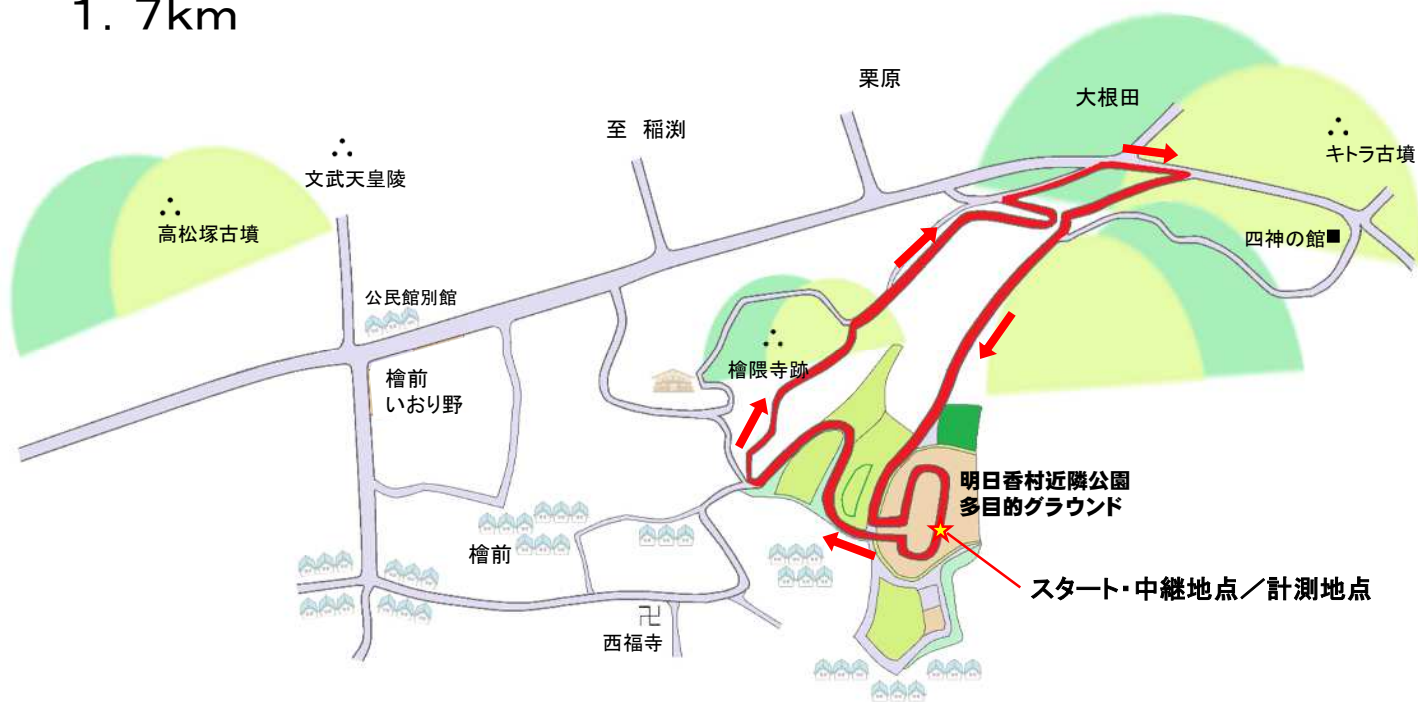 1．7km
栗原
大根田
至 稲渕
キトラ古墳
文武天皇陵
高松塚古墳
四神の館■
公民館別館
檜隈寺跡
檜前
いおり野
明日香村近隣公園
多目的グラウンド
檜前
スタート・中継地点／計測地点
卍
西福寺